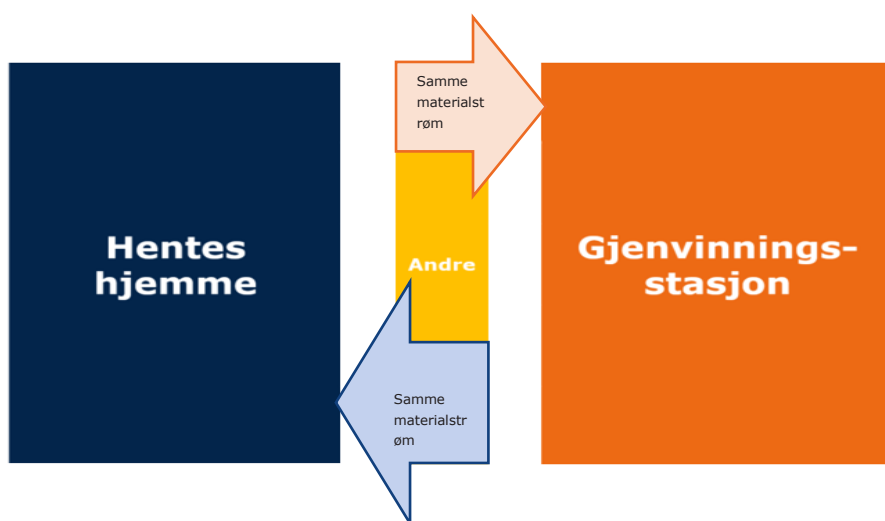 Hentes
hjemme
Samme
materialst
røm
Andre
Samme
materialstr
øm
Gjenvinnings-
stasjon